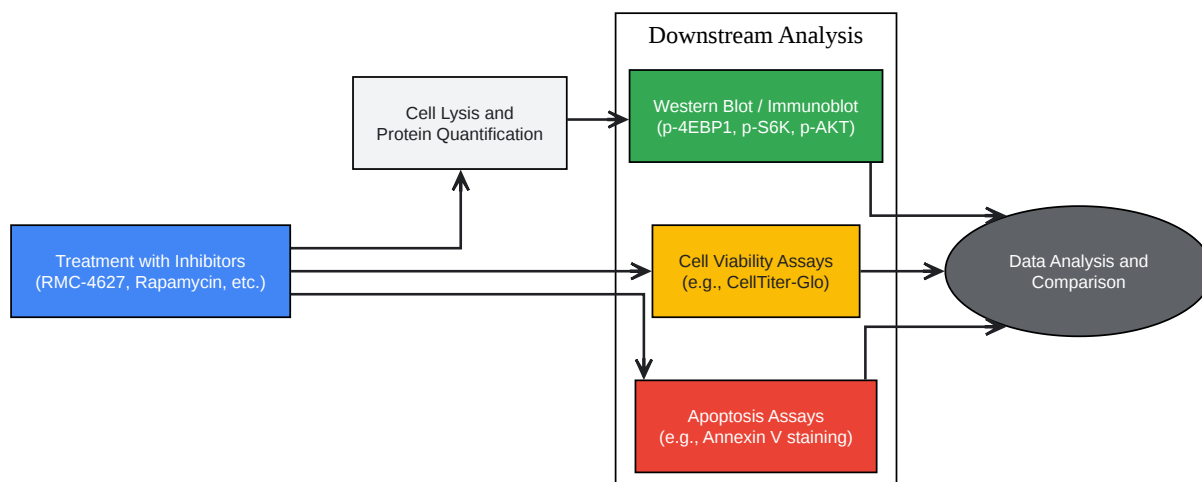 Downstream Analysis
Cell Lysis and
Protein Quantification
Western Blot / Immunoblot
(p-4EBP1, p-S6K, p-AKT)
Treatment with Inhibitors
(RMC-4627, Rapamycin, etc.)
Cell Viability Assays
(e.g., CellTiter-Glo)
Data Analysis and
Comparison
Apoptosis Assays
(e.g., Annexin V staining)